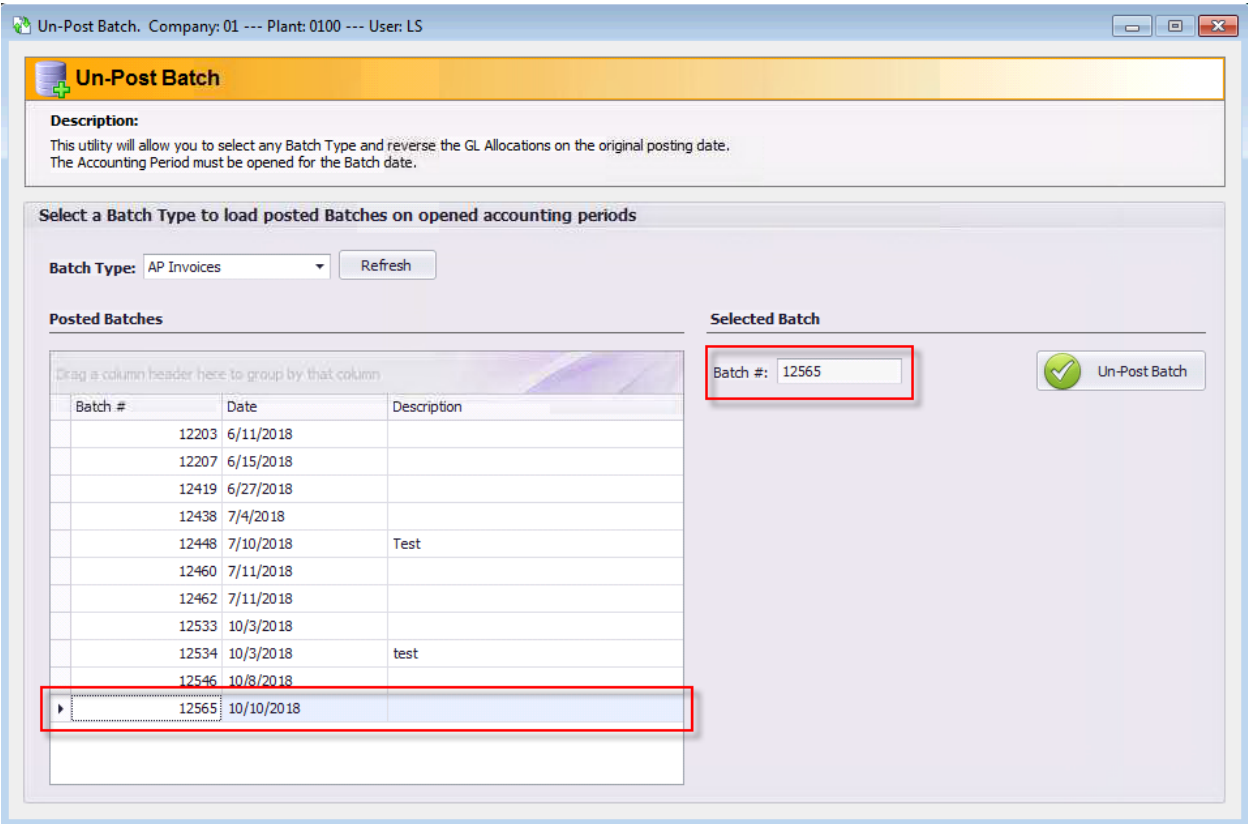 Un-Post Batch. Company: 01 --- Plant: 0100 --- User: LS
Un-Post Batch
Description:
This utility will allow you to select any Batch Type and reverse the GL Allocations on the original posting date.
The Accounting Period must be opened for the Batch date.
Select a Batch Type to load posted Batches on opened accounting periods
Batch Type: AP Invoices Refresh
Posted Batches
Selected Batch
Batch #: 12565 Un-Post Batch
Drag a column header here to group by that column
Batch # Date Description
12203 6/11/2018
12207 6/15/2018
12419 6/27/2018
12438 7/4/2018
12448 7/10/2018 Test
12460 7/11/2018
12462 7/11/2018
12533 10/3/2018
12534 10/3/2018 test
12546 10/8/2018
12565 10/10/2018